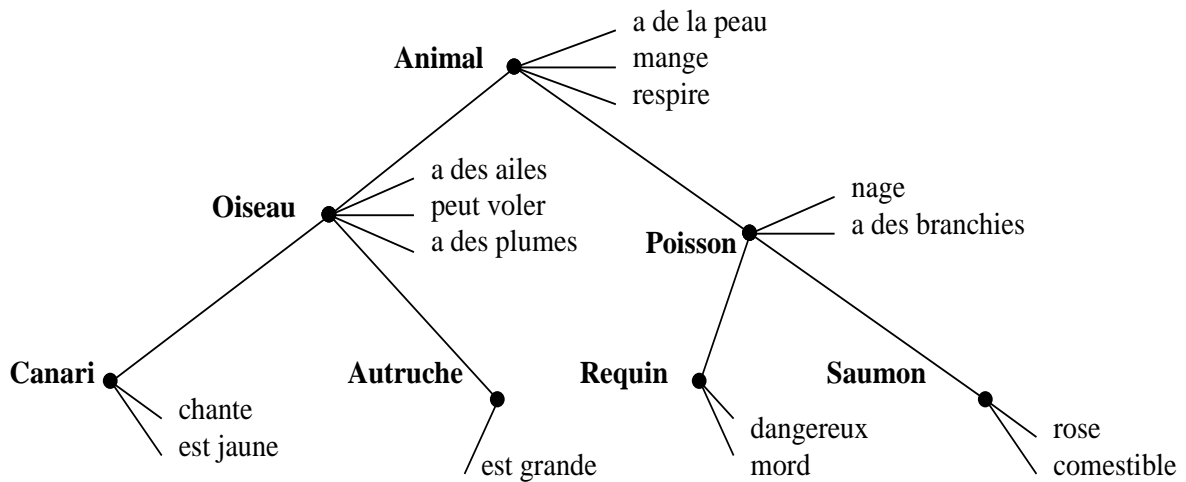 a de la peau
Animal
mange
respire
a des ailes
Oiseau
peut voler
a des plumes
nage
a des branchies
Poisson
Canari
chante
est jaune
Autruche
est grande
Requin
dangereux
mord
Saumon
rose
comestible